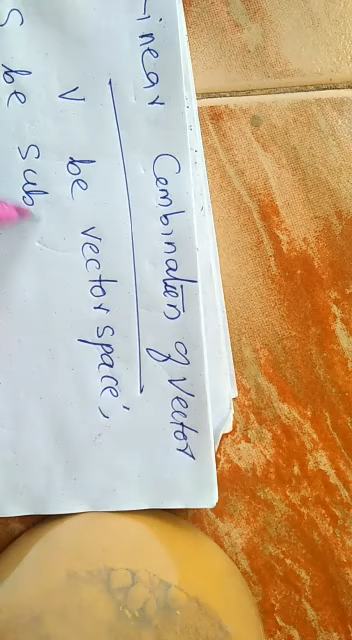 inear Combination of Vector
V be vector space,
S be sub